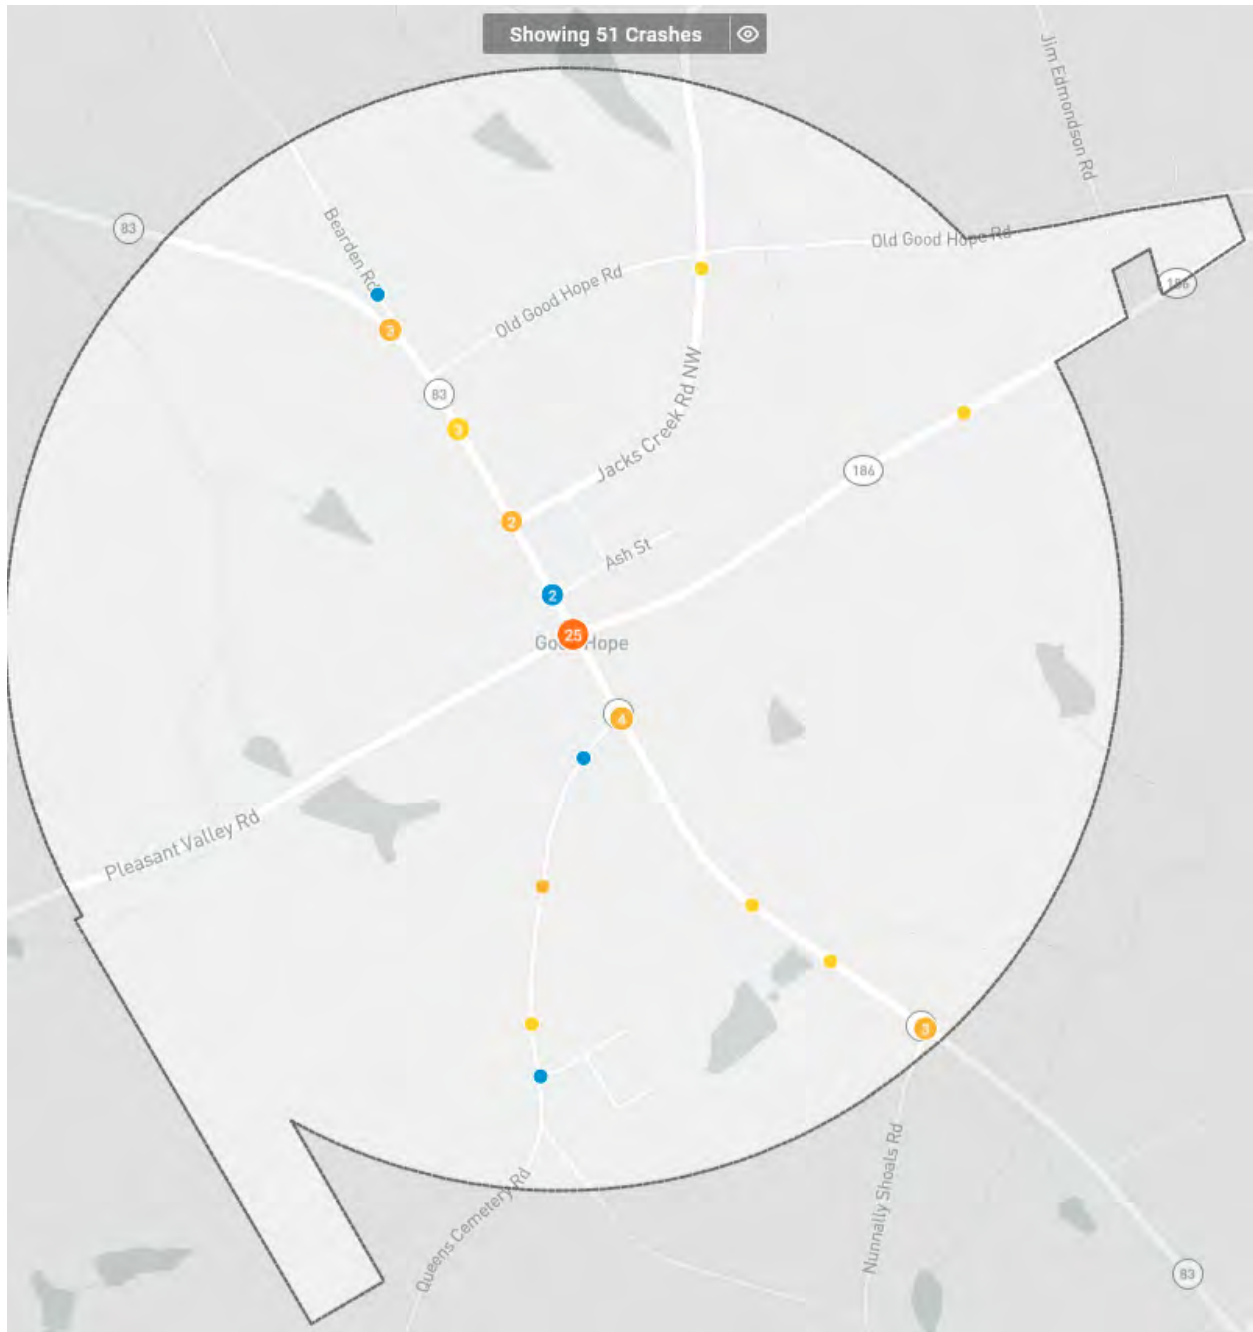 Showing 51 Crashes
Jim Edmondson Rd
83
Bearden Rd
Old Good Hope Rd
Old Good Hope Rd
186
3
83
3
Jacks Creek Rd NW
186
2
Ash St
2
25
Good Hope
4
Pleasant Valley Rd
3
Queens Cemetery Rd
Nunnally Shoals Rd
83